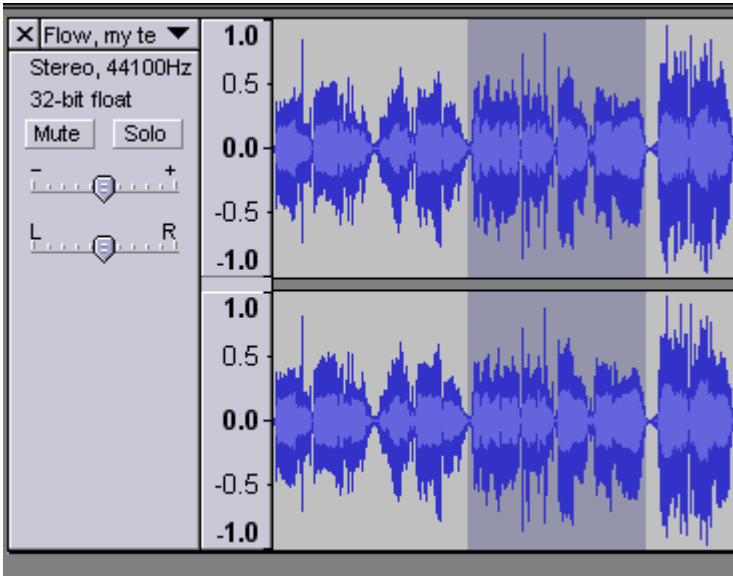 × Flow, my te ▼
Stereo, 44100Hz
32-bit float
Mute Solo
- +
L R
1.0
0.5
0.0
-0.5
-1.0
1.0
0.5
0.0
-0.5
-1.0